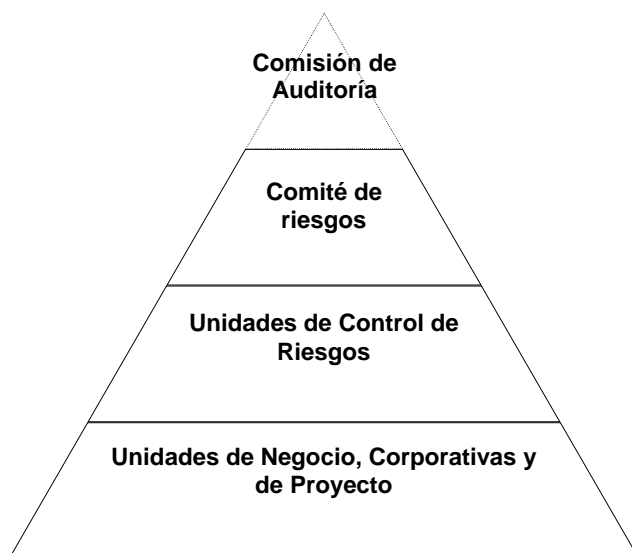 Comisión de
Auditoría
Comité de
riesgos
Unidades de Control de
Riesgos
Unidades de Negocio, Corporativas y
de Proyecto